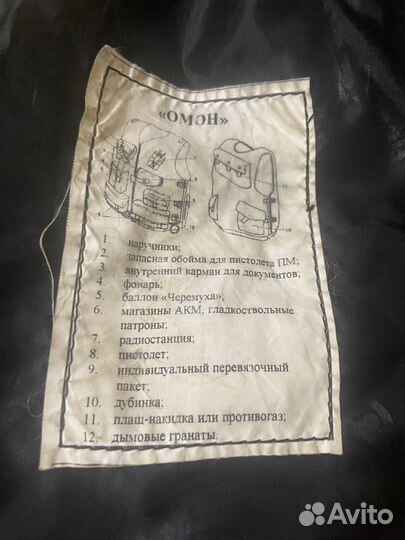 «ОМОН»
1. наручники;
2. запасная обойма для пистолета ПМ;
3. внутренний карман для документов;
4. фонарь;
5. баллон «Черемуха»;
6. магазины АКМ, гладкоствольные
патроны;
7. радиостанция;
8. пистолет;
9. индивидуальный перевязочный
пакет;
10. дубинка;
11. плащ-накидка или противогаз;
12. дымовые гранаты.
Avito